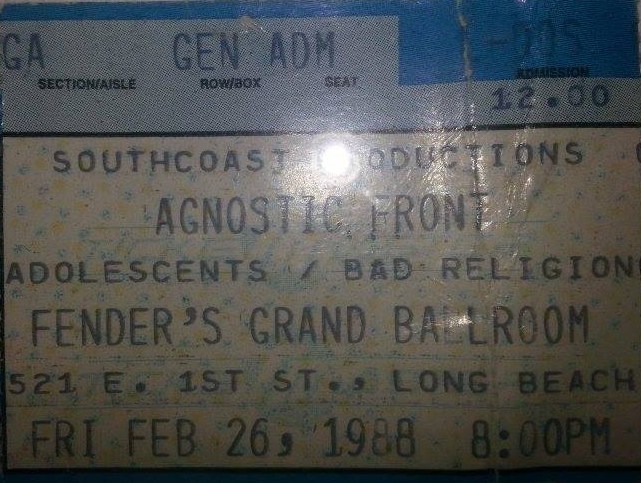 GA GEN ADM
SECTION/AISLE ROW/BOX SEAT ADMISSION
12.00
SOUTHCOAST PRODUCTIONS
AGNOSTIC FRONT
ADOLESCENTS / BAD RELIGION
FENDER'S GRAND BALLROOM
521 E. 1ST ST., LONG BEACH
FRI FEB 26, 1988 8:00PM